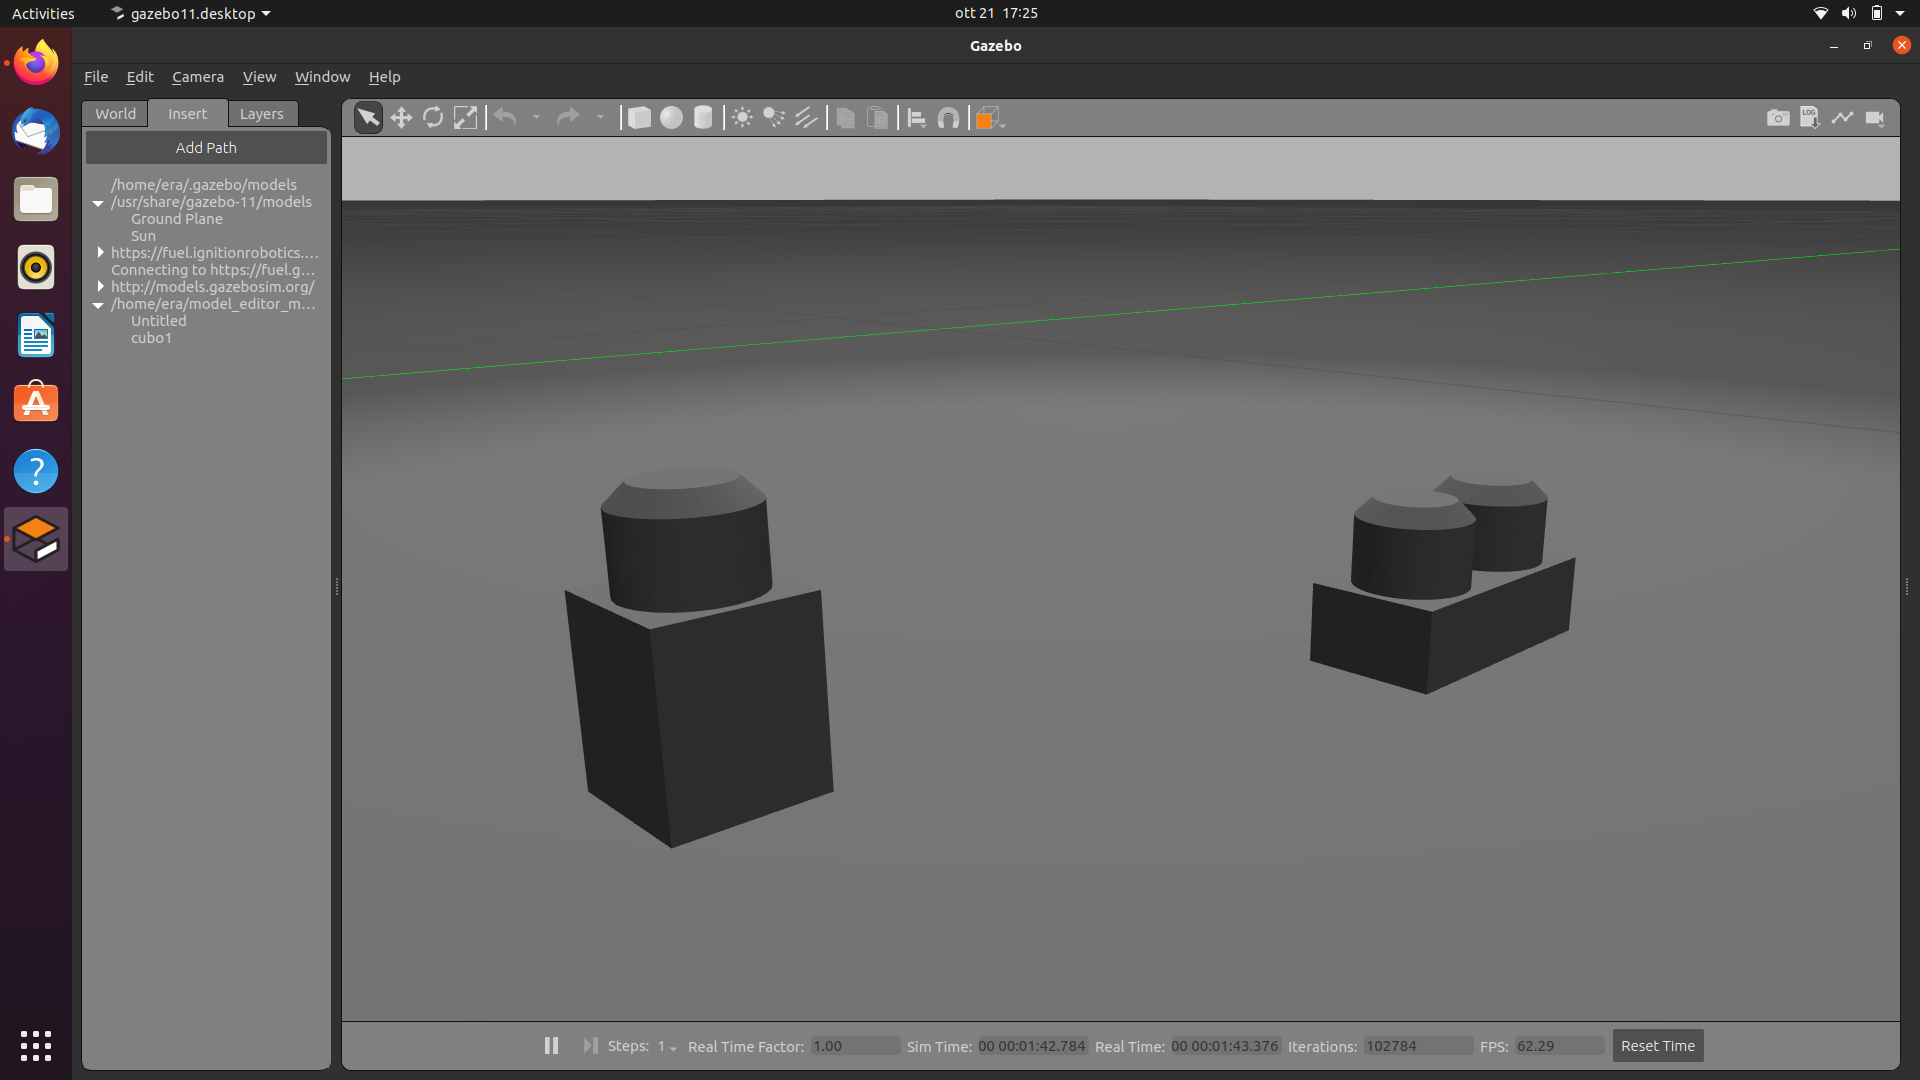 Activities
gazebo11.desktop
ott 21 17:25
Gazebo
File Edit Camera View Window Help
World Insert Layers
Add Path
/home/era/.gazebo/models
/usr/share/gazebo-11/models
Ground Plane
Sun
https://fuel.ignitionrobotics....
Connecting to https://fuel.g...
http://models.gazebosim.org/
/home/era/model_editor_m...
Untitled
cubo1
LOG
Steps: 1 Real Time Factor: 1.00 Sim Time: 00 00:01:42.784 Real Time: 00 00:01:43.376 Iterations: 102784 FPS: 62.29 Reset Time